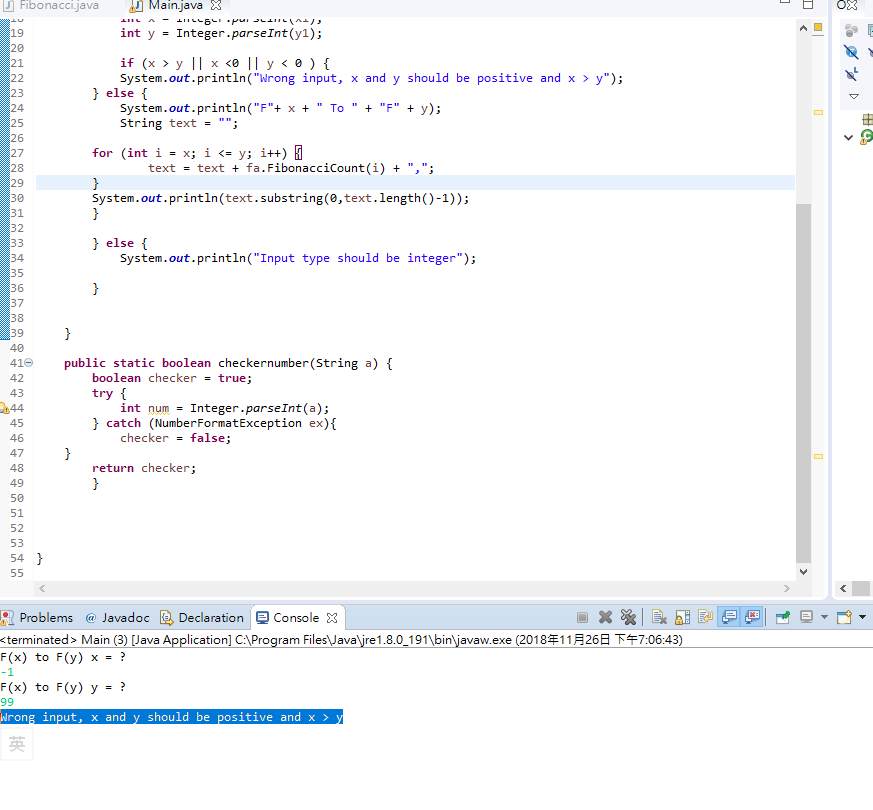 Fibonacci.java Main.java
18 int x = Integer.parseInt(x1);
19 int y = Integer.parseInt(y1);
20
21 if (x > y || x <0 || y < 0 ) {
22 System.out.println("Wrong input, x and y should be positive and x > y");
23 } else {
24 System.out.println("F"+ x + " To " + "F" + y);
25 String text = "";
26
27 for (int i = x; i <= y; i++) {
28 text = text + fa.FibonacciCount(i) + ",";
29 }
30 System.out.println(text.substring(0,text.length()-1));
31 }
32
33 } else {
34 System.out.println("Input type should be integer");
35
36 }
37
38
39 }
40
41 public static boolean checkernumber(String a) {
42 boolean checker = true;
43 try {
44 int num = Integer.parseInt(a);
45 } catch (NumberFormatException ex){
46 checker = false;
47 }
48 return checker;
49 }
50
51
52
53
54 }
55
Problems @ Javadoc Declaration Console
<terminated> Main (3) [Java Application] C:\Program Files\Java\jre1.8.0_191\bin\javaw.exe (2018年11月26日 下午7:06:43)
F(x) to F(y) x = ?
-1
F(x) to F(y) y = ?
99
Wrong input, x and y should be positive and x > y
英